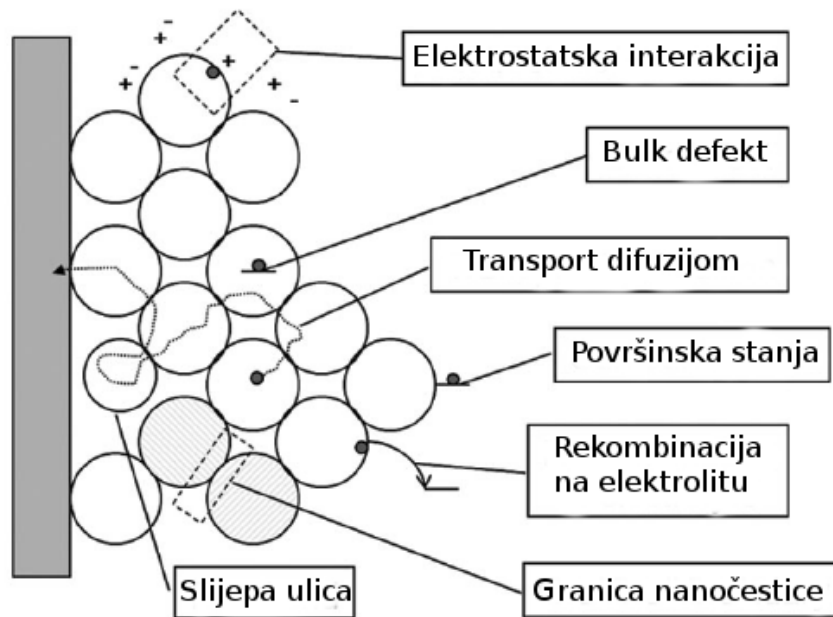 Elektrostatska interakcija
Bulk defekt
Transport difuzijom
Površinska stanja
Rekombinacija
na elektrolitu
Slijepa ulica
Granica nanočestice